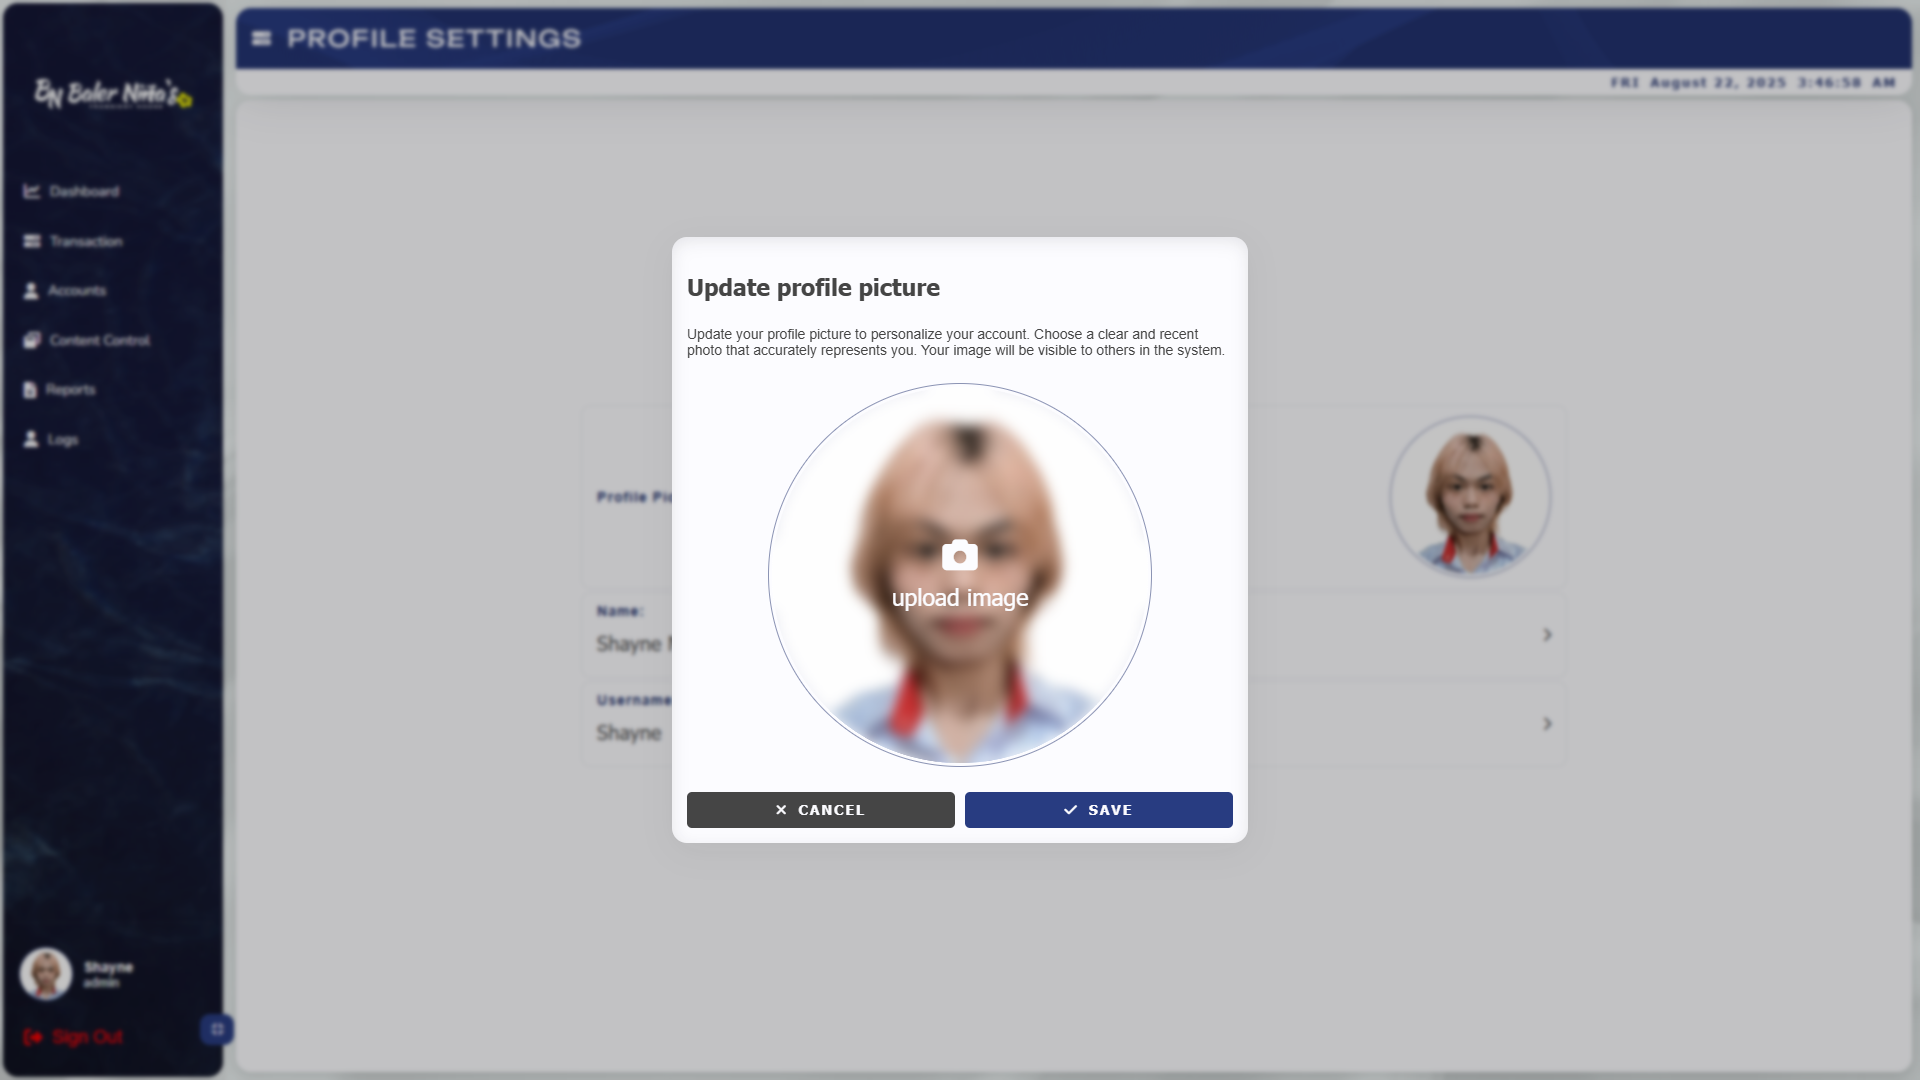 By Baler Niño's
PROFILE SETTINGS
FRI August 22, 2025 3:46:58 AM
Dashboard
Transaction
Accounts
Content Control
Reports
Logs
Update profile picture
Update your profile picture to personalize your account. Choose a clear and recent
photo that accurately represents you. Your image will be visible to others in the system.
upload image
Profile Pic
Name:
Shayne
Username
Shayne
CANCEL
SAVE
Shayne
admin
Sign Out